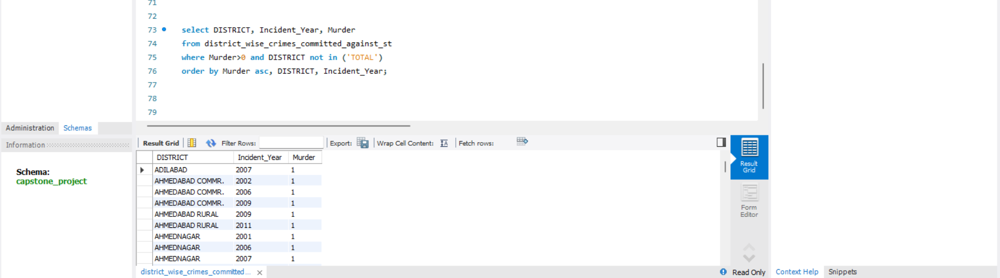 71
72
73 select DISTRICT, Incident_Year, Murder
74 from district_wise_crimes_committed_against_st
75 where Murder>0 and DISTRICT not in ('TOTAL')
76 order by Murder asc, DISTRICT, Incident_Year;
77
78
79
Administration Schemas
Information
Schema:
capstone_project
Result Grid Filter Rows: Export: Wrap Cell Content: Fetch rows:
DISTRICT Incident_Year Murder
ADILABAD 2007 1
AHMEDABAD COMMR. 2002 1
AHMEDABAD COMMR. 2006 1
AHMEDABAD COMMR. 2009 1
AHMEDABAD RURAL 2009 1
AHMEDABAD RURAL 2011 1
AHMEDNAGAR 2001 1
AHMEDNAGAR 2006 1
AHMEDNAGAR 2007 1
Result
Grid
Form
Editor
district_wise_crimes_committed...
Read Only
Context Help Snippets